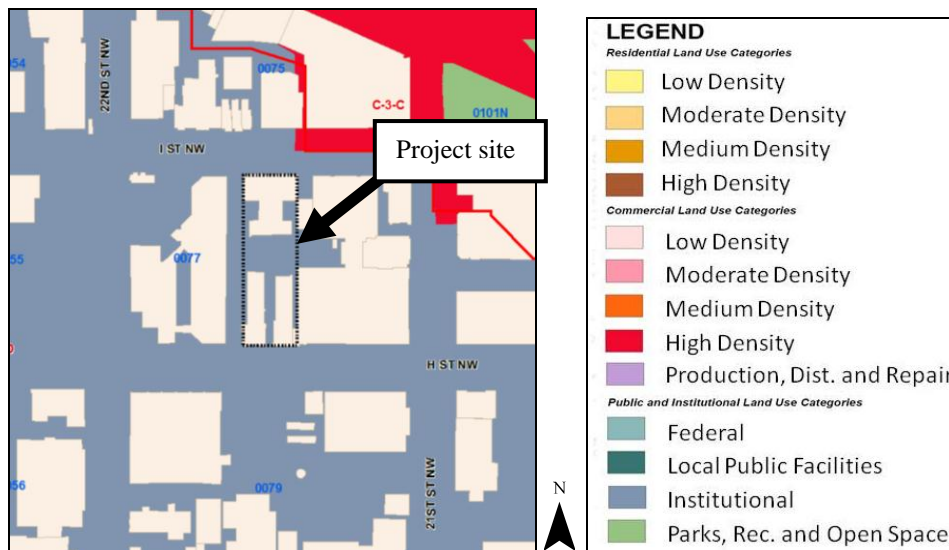 054
22ND ST NW
0075
C-3-C
0101N
I ST NW
Project site
0077
055
H ST NW
0079
056
21ST ST NW
N
LEGEND
Residential Land Use Categories
Low Density
Moderate Density
Medium Density
High Density
Commercial Land Use Categories
Low Density
Moderate Density
Medium Density
High Density
Production, Dist. and Repair
Public and Institutional Land Use Categories
Federal
Local Public Facilities
Institutional
Parks, Rec. and Open Space